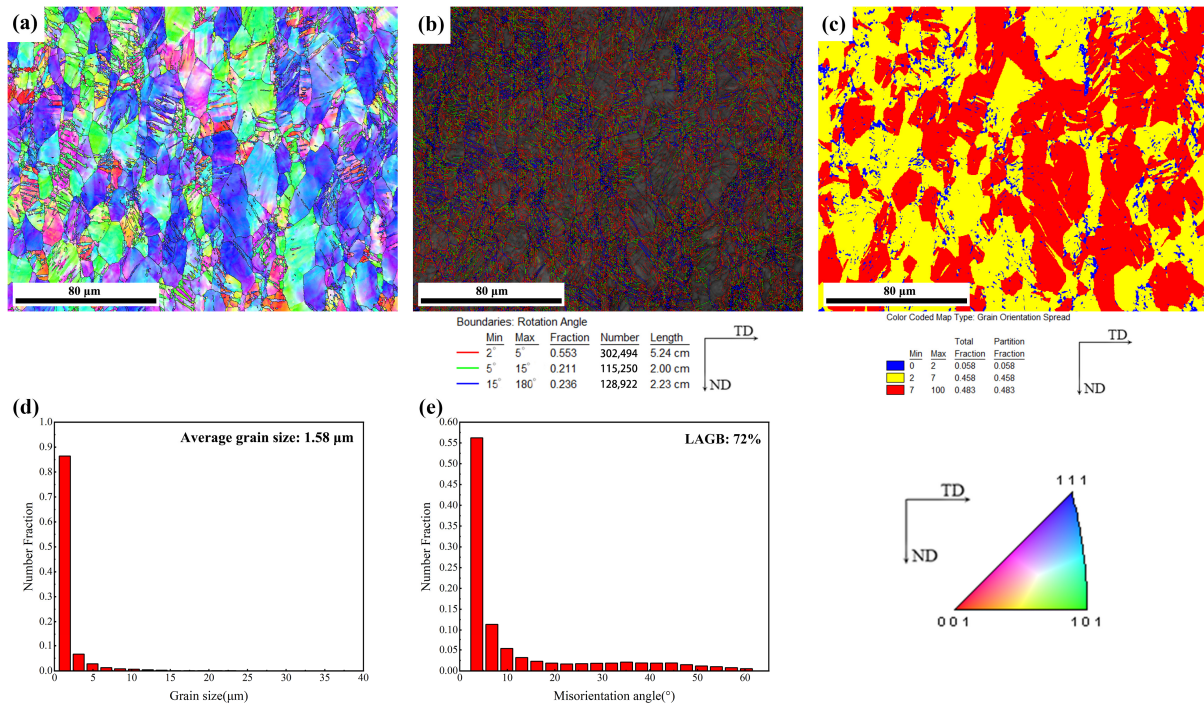 (a)
80 μm
(b)
80 μm
(c)
80 μm
Boundaries: Rotation Angle
Min Max Fraction Number Length
2° 5° 0.553 302,494 5.24 cm
5° 15° 0.211 115,250 2.00 cm
15° 180° 0.236 128,922 2.23 cm
TD
ND
Color Coded Map Type: Grain Orientation Spread
Total Partition
Min Max Fraction Fraction
0 2 0.058 0.058
2 7 0.458 0.458
7 100 0.483 0.483
TD
ND
(d)
Average grain size: 1.58 μm
Number Fraction
1.0
0.9
0.8
0.7
0.6
0.5
0.4
0.3
0.2
0.1
0.0
0 5 10 15 20 25 30 35 40
Grain size(μm)
(e)
LAGB: 72%
Number Fraction
0.60
0.55
0.50
0.45
0.40
0.35
0.30
0.25
0.20
0.15
0.10
0.05
0.00
0 10 20 30 40 50 60
Misorientation angle(°)
TD
ND
1 1 1
0 0 1
1 0 1